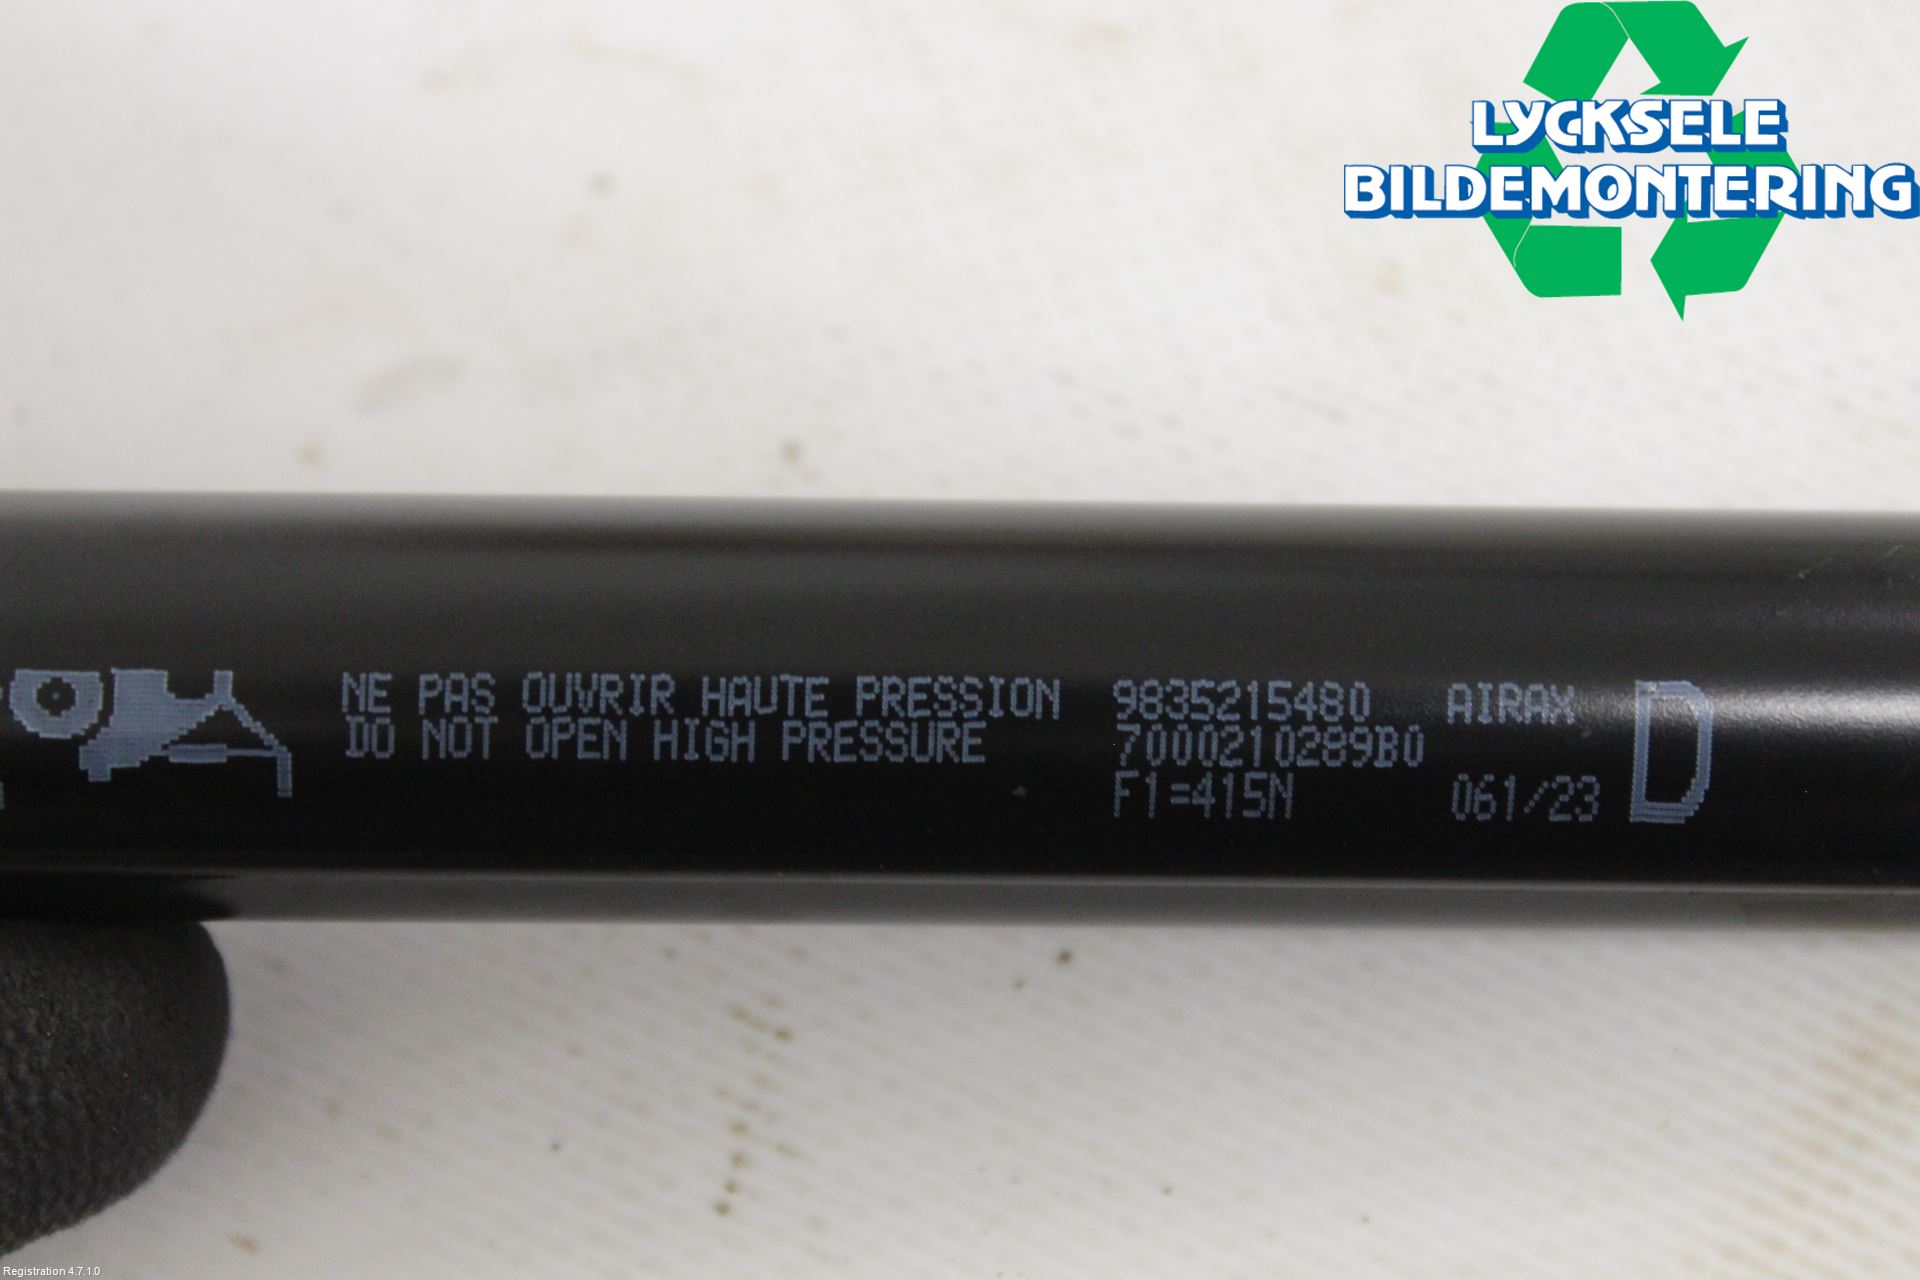 LYCKSELE
BILDEMONTERING
NE PAS OUVRIR HAUTE PRESSION
DO NOT OPEN HIGH PRESSURE
9835215480 AIRAX
7000210289B0
F1=415N 061/23
D
Registration 4.7.1.0